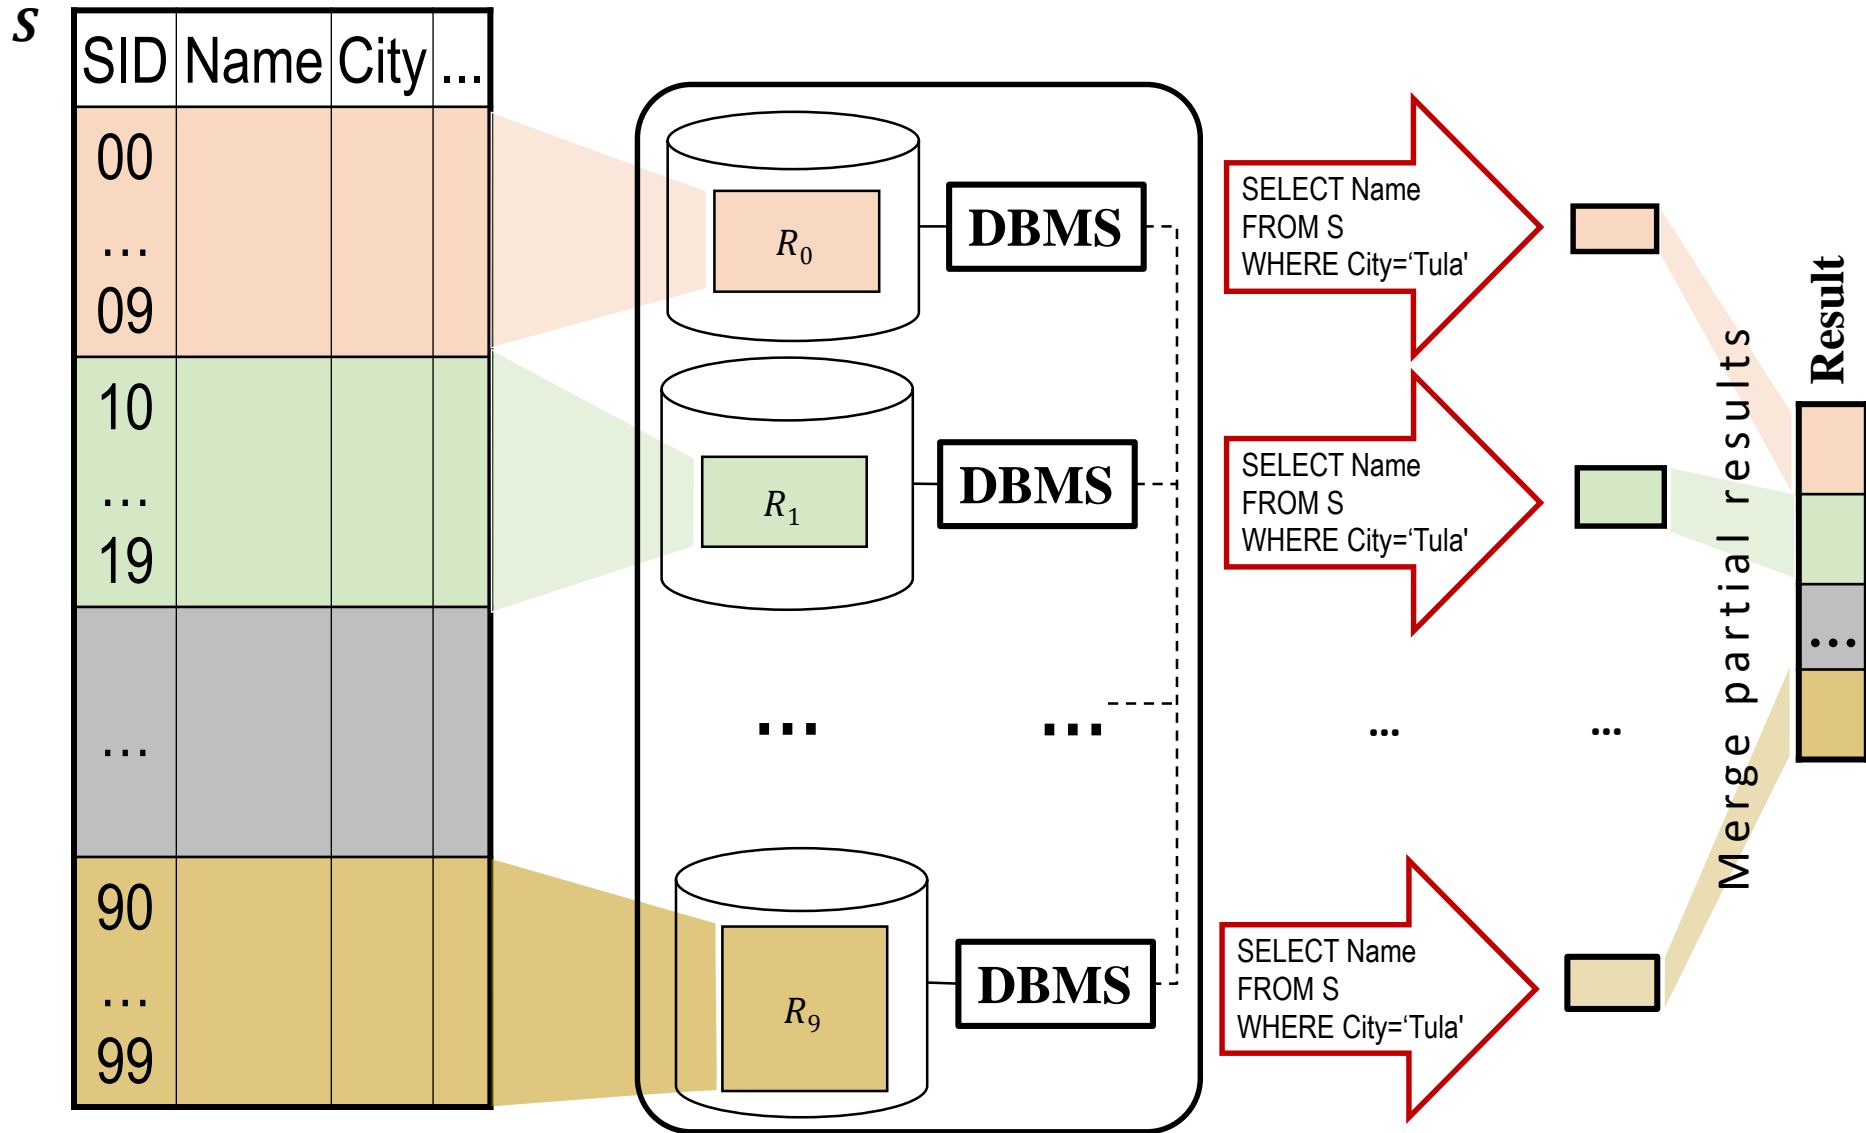 S
SID Name City ...
00
...
09
10
...
19
...
90
...
99
R0
DBMS
R1
DBMS
... ...
R9
DBMS
SELECT Name
FROM S
WHERE City=‘Tula'
SELECT Name
FROM S
WHERE City=‘Tula'
... ...
SELECT Name
FROM S
WHERE City=‘Tula'
Merge partial results
Result
...